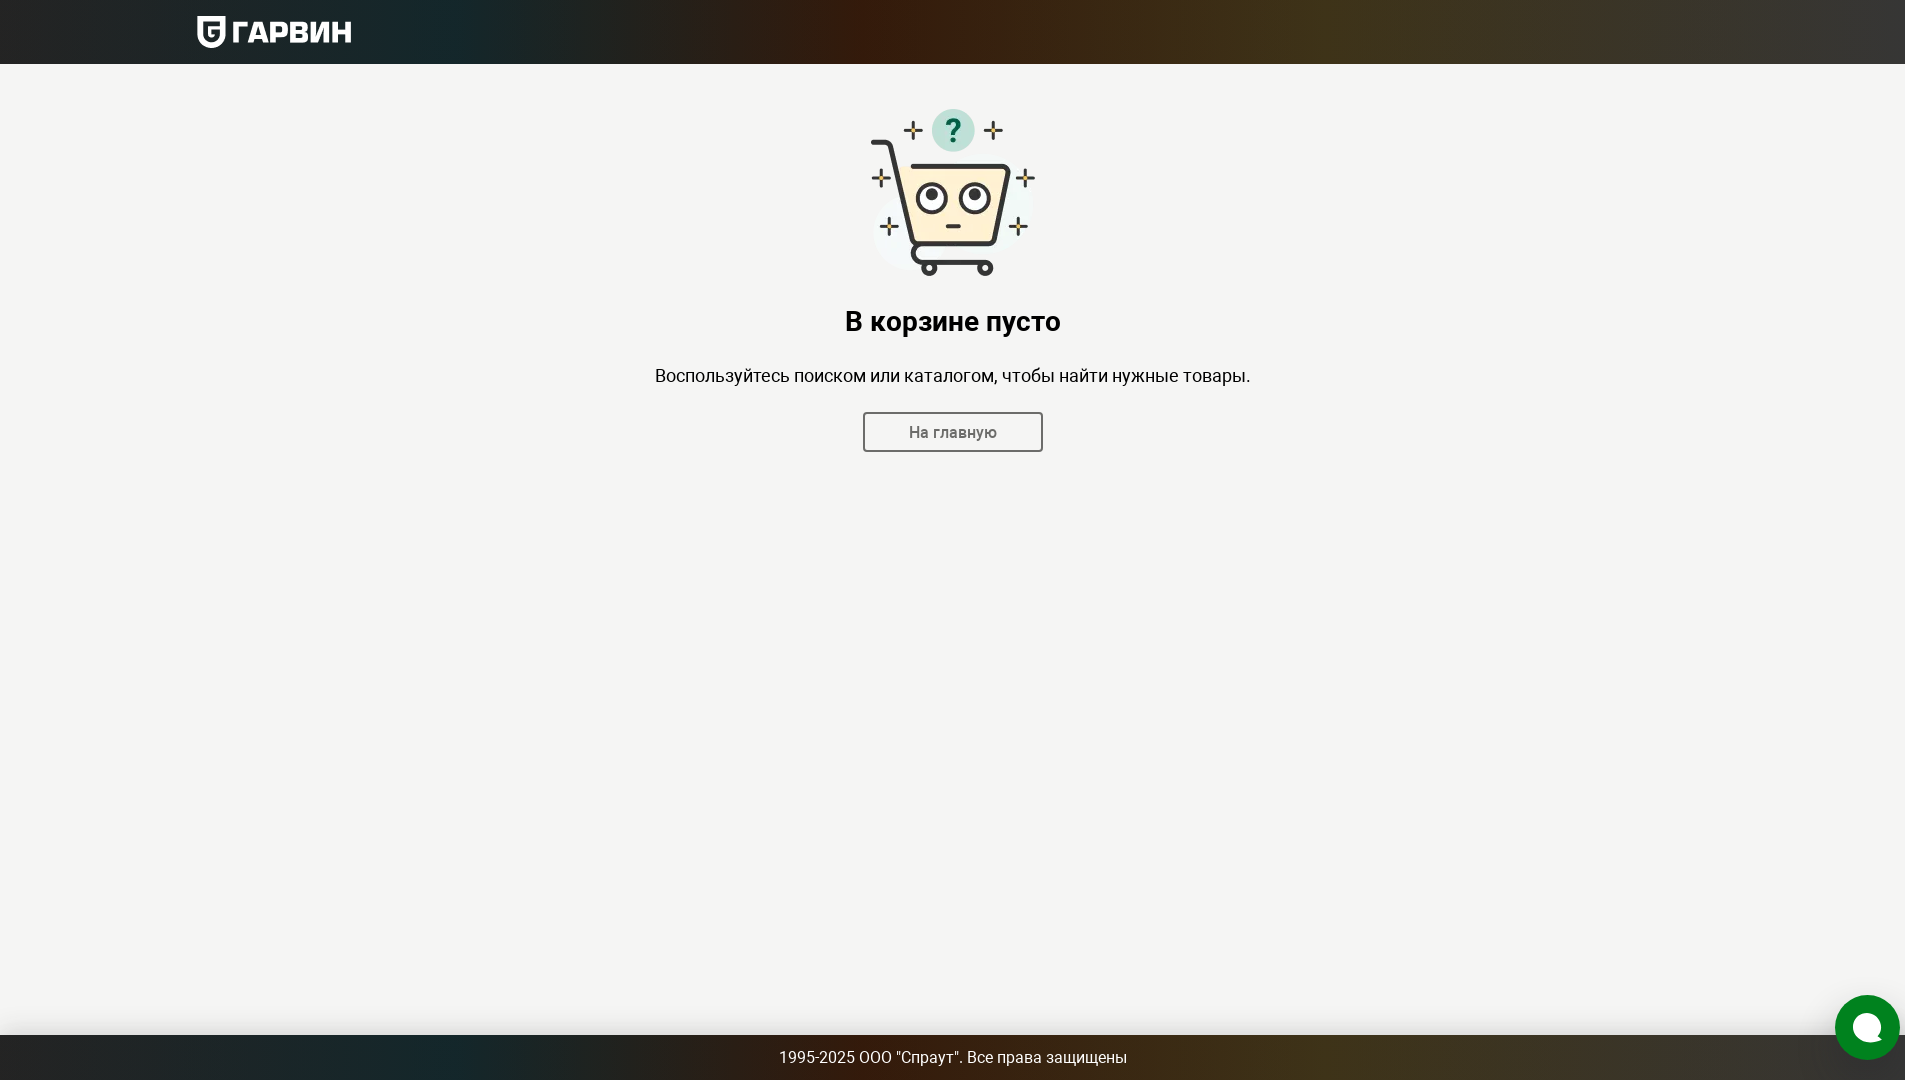 ГАРВИН
?
В корзине пусто
Воспользуйтесь поиском или каталогом, чтобы найти нужные товары.
На главную
1995-2025 ООО "Спраут". Все права защищены